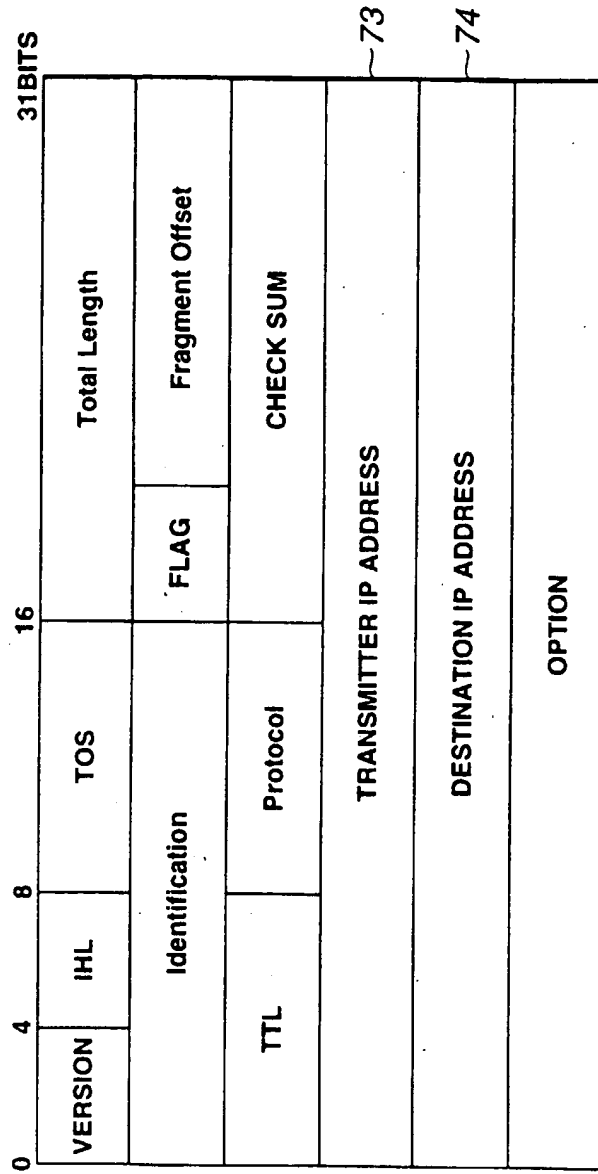 0 4 8 16 31BITS
VERSION IHL TOS Total Length
Identification FLAG Fragment Offset
TTL Protocol CHECK SUM
TRANSMITTER IP ADDRESS ~73
DESTINATION IP ADDRESS ~74
OPTION